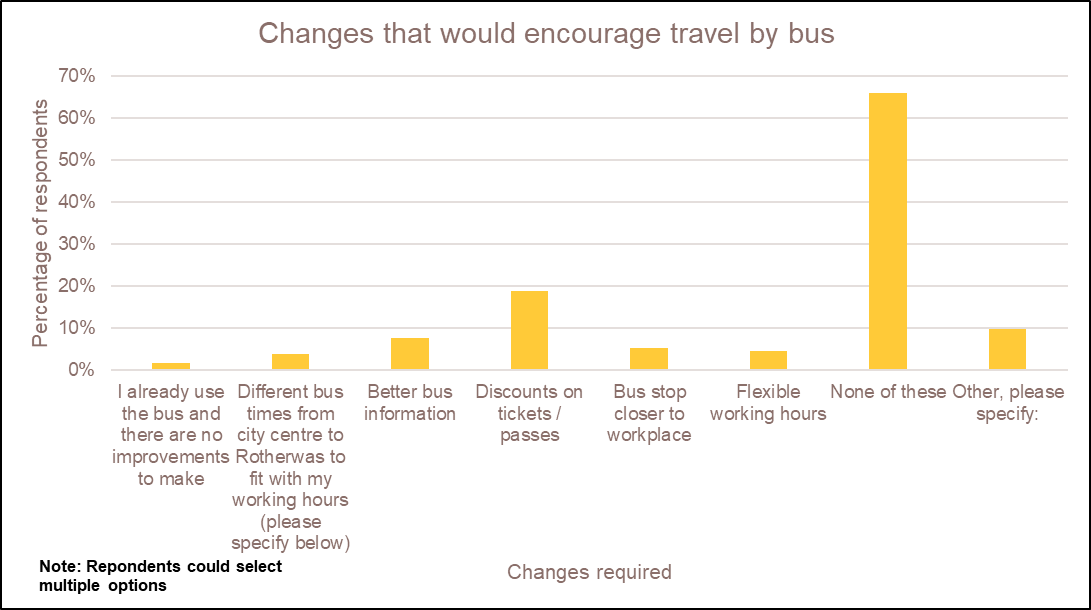 Changes that would encourage travel by bus
Percentage of respondents
70%
60%
50%
40%
30%
20%
10%
0%
I already use
the bus and
there are no
improvements
to make
Different bus
times from
city centre to
Rotherwas to
fit with my
working hours
(please
specify below)
Better bus
information
Discounts on
tickets /
passes
Bus stop
closer to
workplace
Flexible
working hours
None of these
Other, please
specify:
Changes required
Note: Repondents could select
multiple options